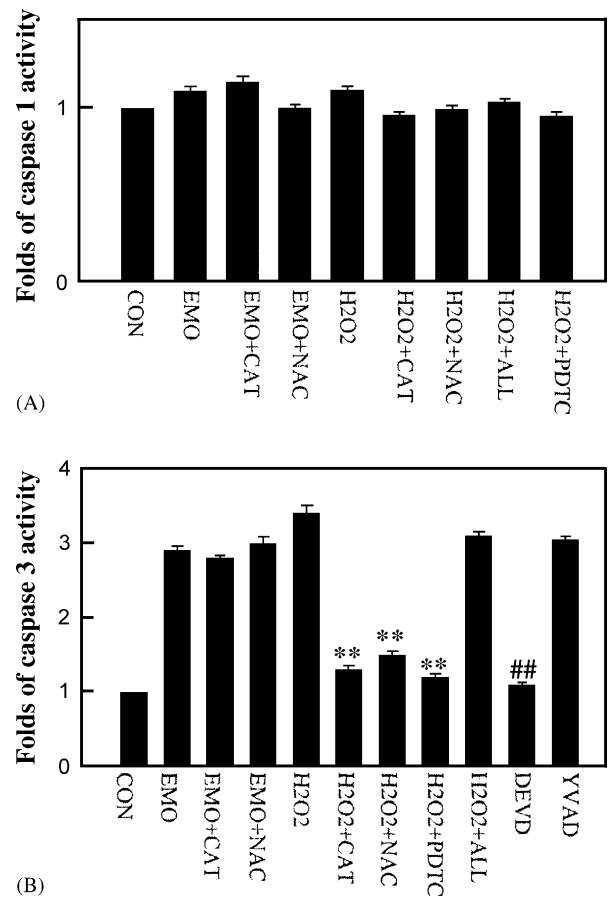 Folds of caspase 1 activity
1
0
CON
EMO
EMO+CAT
EMO+NAC
H2O2
H2O2+CAT
H2O2+NAC
H2O2+ALL
H2O2+PDTC
(A)
Folds of caspase 3 activity
4
3
2
1
0
**
**
**
##
CON
EMO
EMO+CAT
EMO+NAC
H2O2
H2O2+CAT
H2O2+NAC
H2O2+PDTC
H2O2+ALL
DEVD
YVAD
(B)